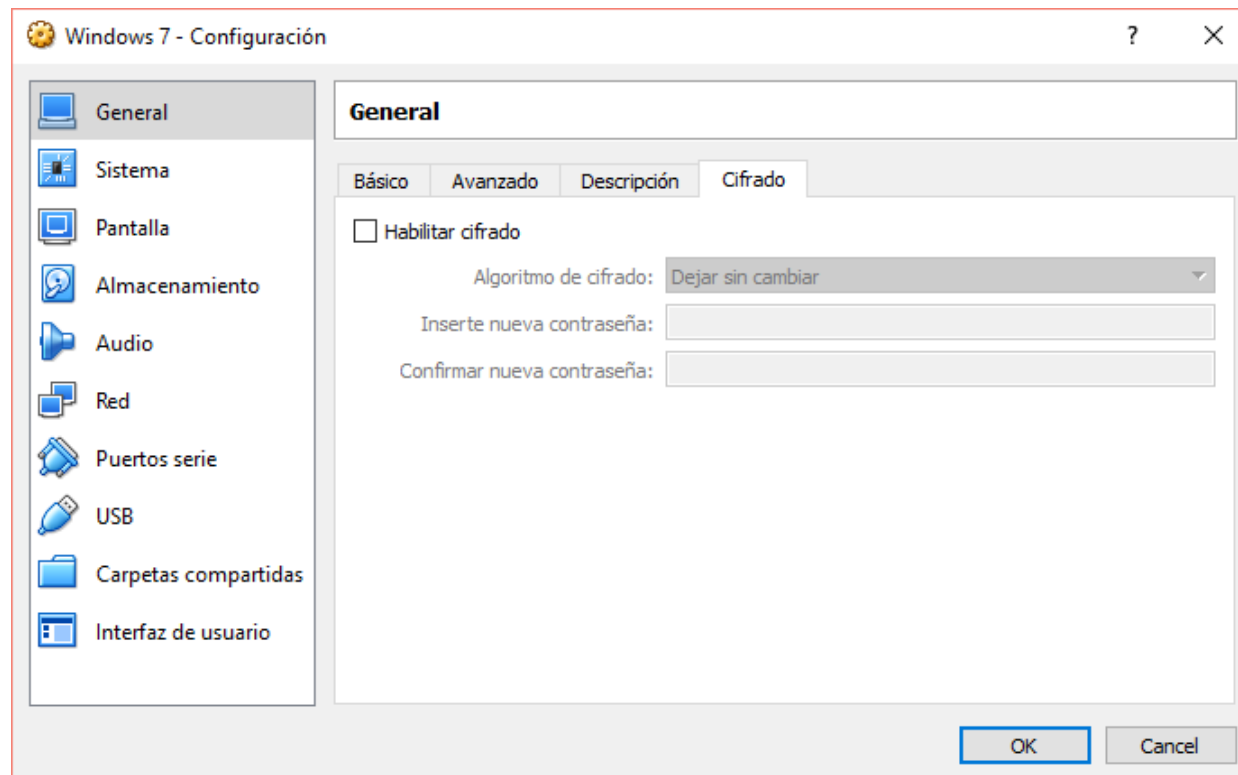 Windows 7 - Configuración
?
General
Sistema
Pantalla
Almacenamiento
Audio
Red
Puertos serie
USB
Carpetas compartidas
Interfaz de usuario
General
Básico Avanzado Descripción Cifrado
Habilitar cifrado
Algoritmo de cifrado: Dejar sin cambiar
Inserte nueva contraseña:
Confirmar nueva contraseña:
OK Cancel